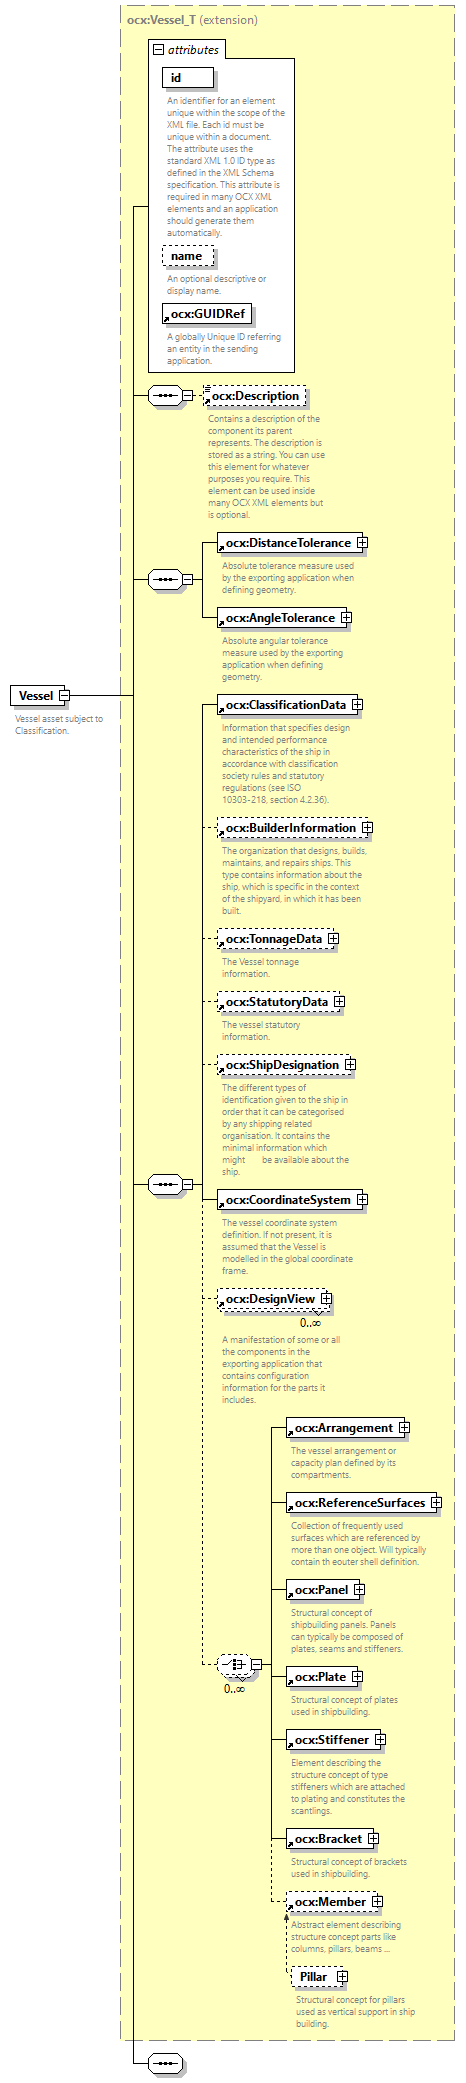 ocx:Vessel_T (extension)
attributes
id
An identifier for an element
unique within the scope of the
XML file. Each id must be
unique within a document.
The attribute uses the
standard XML 1.0 ID type as
defined in the XML Schema
specification. This attribute is
required in many OCX XML
elements and an application
should generate them
automatically.
name
An optional descriptive or
display name.
ocx:GUIDRef
A globally Unique ID referring
an entity in the sending
application.
ocx:Description
Contains a description of the
component its parent
represents. The description is
stored as a string. You can use
this element for whatever
purposes you require. This
element can be used inside
many OCX XML elements but
is optional.
ocx:DistanceTolerance
Absolute tolerance measure used
by the exporting application when
defining geometry.
ocx:AngleTolerance
Absolute angular tolerance
measure used by the exporting
application when defining
geometry.
Vessel
Vessel asset subject to
Classification.
ocx:ClassificationData
Information that specifies design
and intended performance
characteristics of the ship in
accordance with classification
society rules and statutory
regulations (see ISO
10303-218, section 4.2.36).
ocx:BuilderInformation
The organization that designs, builds,
maintains, and repairs ships. This
type contains information about the
ship, which is specific in the context
of the shipyard, in which it has been
built.
ocx:TonnageData
The Vessel tonnage
information.
ocx:StatutoryData
The vessel statutory
information.
ocx:ShipDesignation
The different types of
identification given to the ship in
order that it can be categorised
by any shipping related
organisation. It contains the
minimal information which
might be available about the
ship.
ocx:CoordinateSystem
The vessel coordinate system
definition. If not present, it is
assumed that the Vessel is
modelled in the global coordinate
frame.
ocx:DesignView
0..∞
A manifestation of some or all
the components in the
exporting application that
contains configuration
information for the parts it
includes.
ocx:Arrangement
The vessel arrangement or
capacity plan defined by its
compartments.
ocx:ReferenceSurfaces
Collection of frequently used
surfaces which are referenced by
more than one object. Will typically
contain th eouter shell definition.
ocx:Panel
Structural concept of
shipbuilding panels. Panels
can typically be composed of
plates, seams and stiffeners.
0..∞
ocx:Plate
Structural concept of plates
used in shipbuilding.
ocx:Stiffener
Element describing the
structure concept of type
stiffeners which are attached
to plating and constitutes the
scantlings.
ocx:Bracket
Structural concept of brackets
used in shipbuilding.
ocx:Member
Abstract element describing
structure concept parts like
columns, pillars, beams ...
Pillar
Structural concept for pillars
used as vertical support in ship
building.